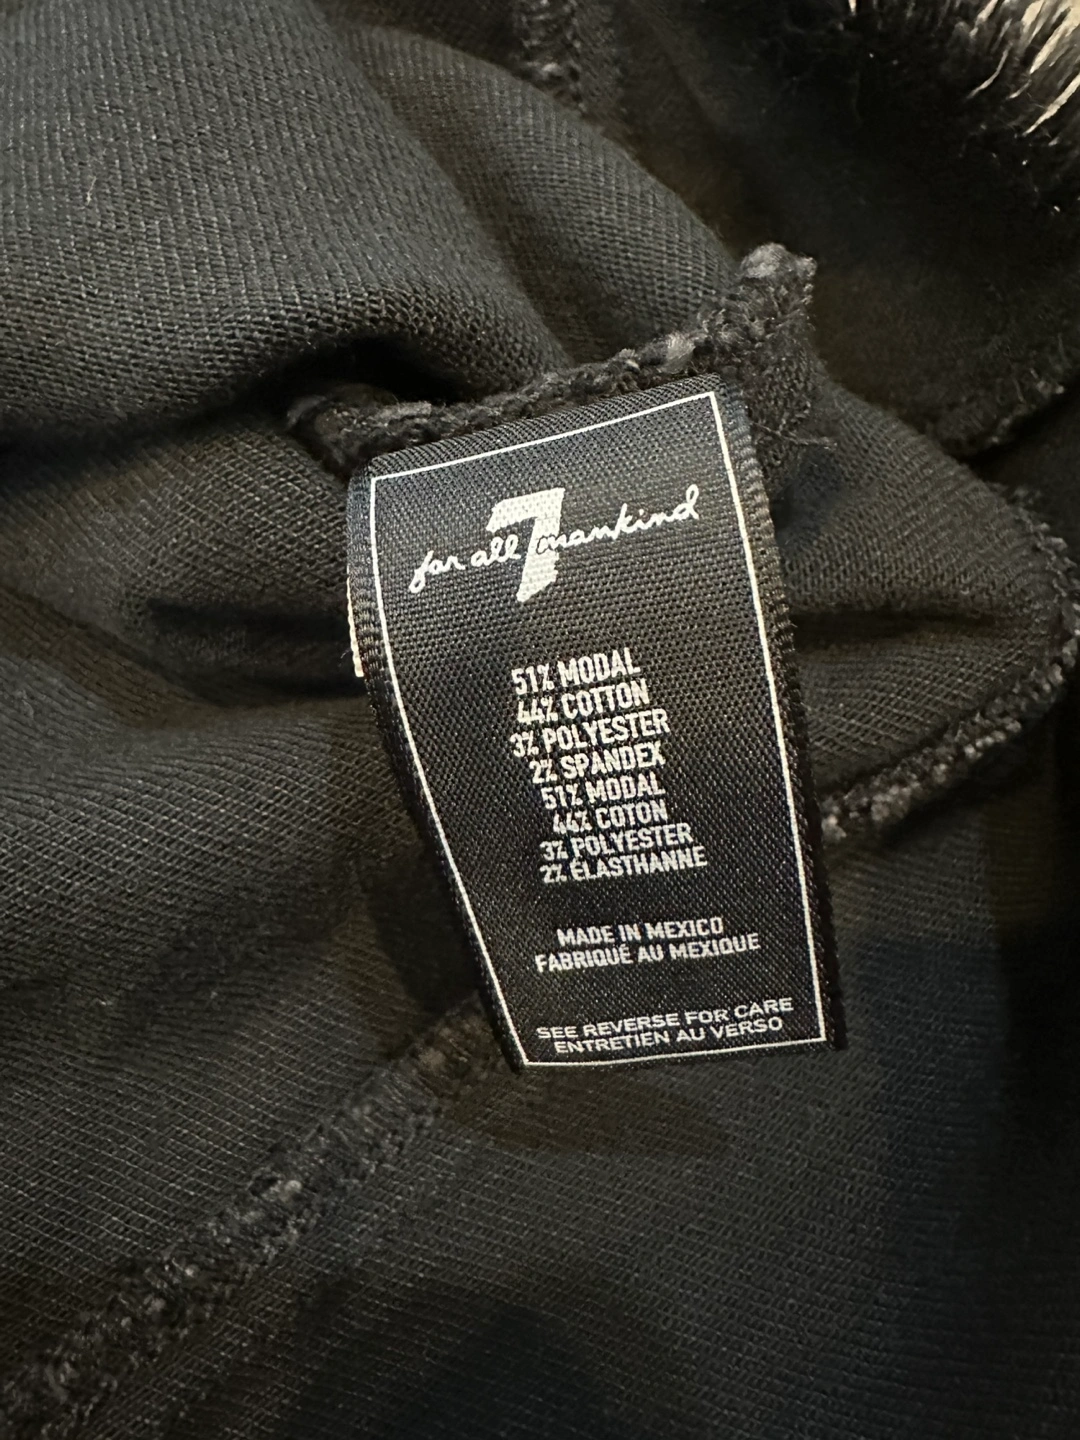 for all 7 mankind
51% MODAL
44% COTTON
3% POLYESTER
2% SPANDEX
51% MODAL
44% COTON
3% POLYESTER
2% ÉLASTHANNE
MADE IN MEXICO
FABRIQUÉ AU MEXIQUE
SEE REVERSE FOR CARE
ENTRETIEN AU VERSO